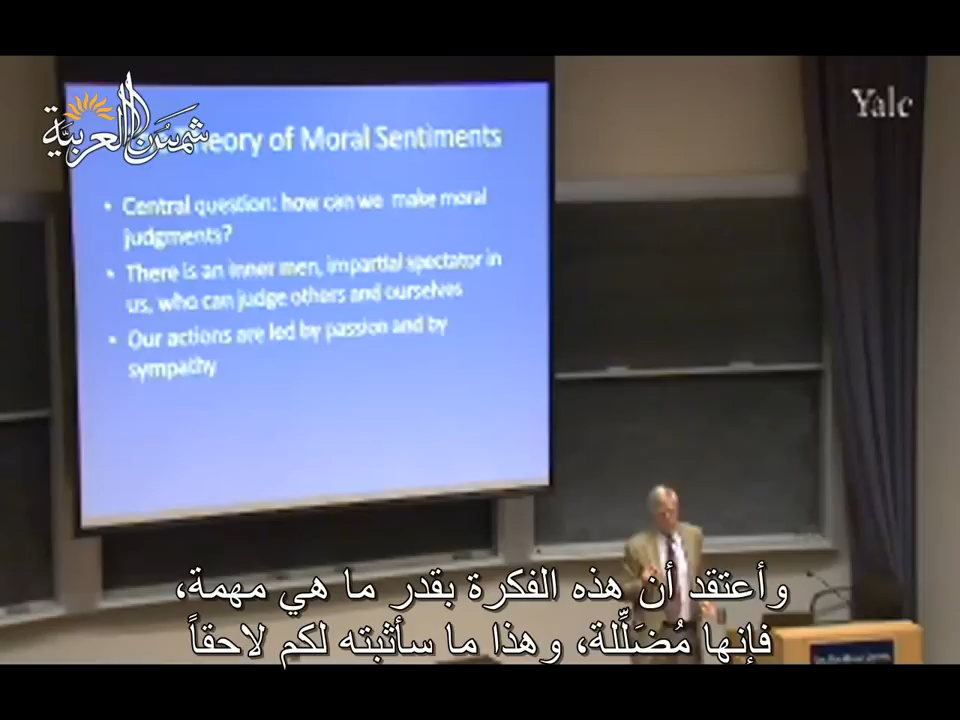 شمس العربية
Yale
Theory of Moral Sentiments
• Central question: how can we make moral
judgments?
• There is an inner men, impartial spectator in
us, who can judge others and ourselves
• Our actions are led by passion and by
sympathy
وأعتقد أن هذه الفكرة بقدر ما هي مهمة،
فإنها مُضَلِّلة، وهذا ما سأثبته لكم لاحقاً